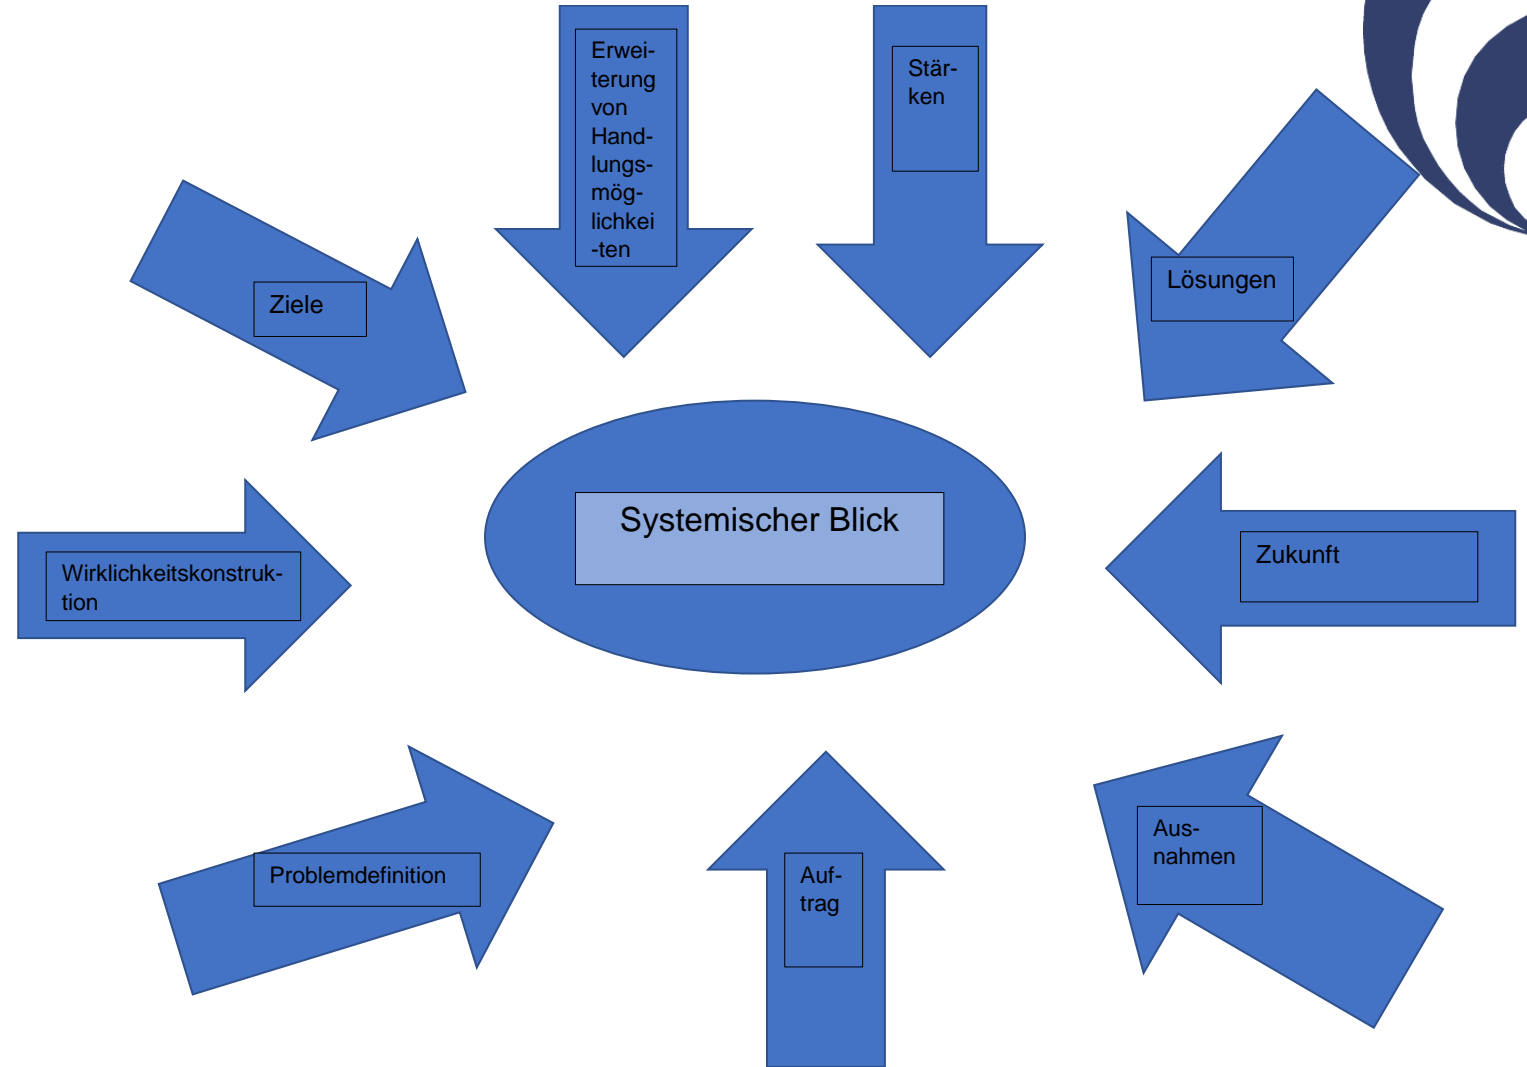 Erwei-
terung
von
Hand-
lungs-
mög-
lichkei
-ten
Stär-
ken
Lösungen
Ziele
Systemischer Blick
Zukunft
Wirklichkeitskonstruk-
tion
Aus-
nahmen
Problemdefinition
Auf-
trag